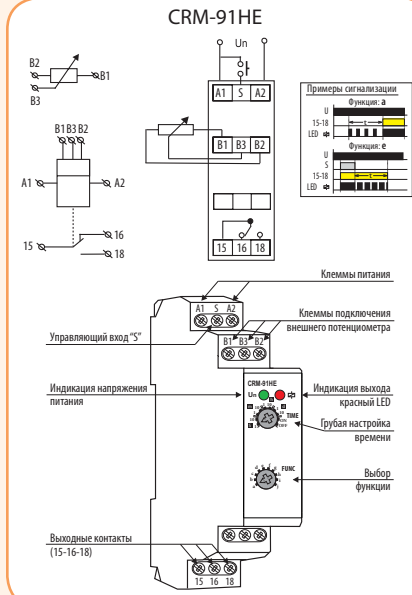 CRM-91HE
Un
B2
B1
B3
A1 S A2
Примеры сигнализации
Функция: a
U
15-18
t
LED
Функция: e
U
S
15-18
t
LED
B1 B3 B2
B1 B3 B2
A1
A2
16
15
18
15 16 18
Клеммы питания
A1 S A2
Клеммы подключения
внешнего потенциометра
Управляющий вход “S”
B1 B3 B2
CRM-91HE
Индикация напряжения
питания
Un
Индикация выхода
красный LED
TIME
ON
OFF
Грубая настройка
времени
FUNC
Выбор
функции
Выходные контакты
(15-16-18)
15 16 18